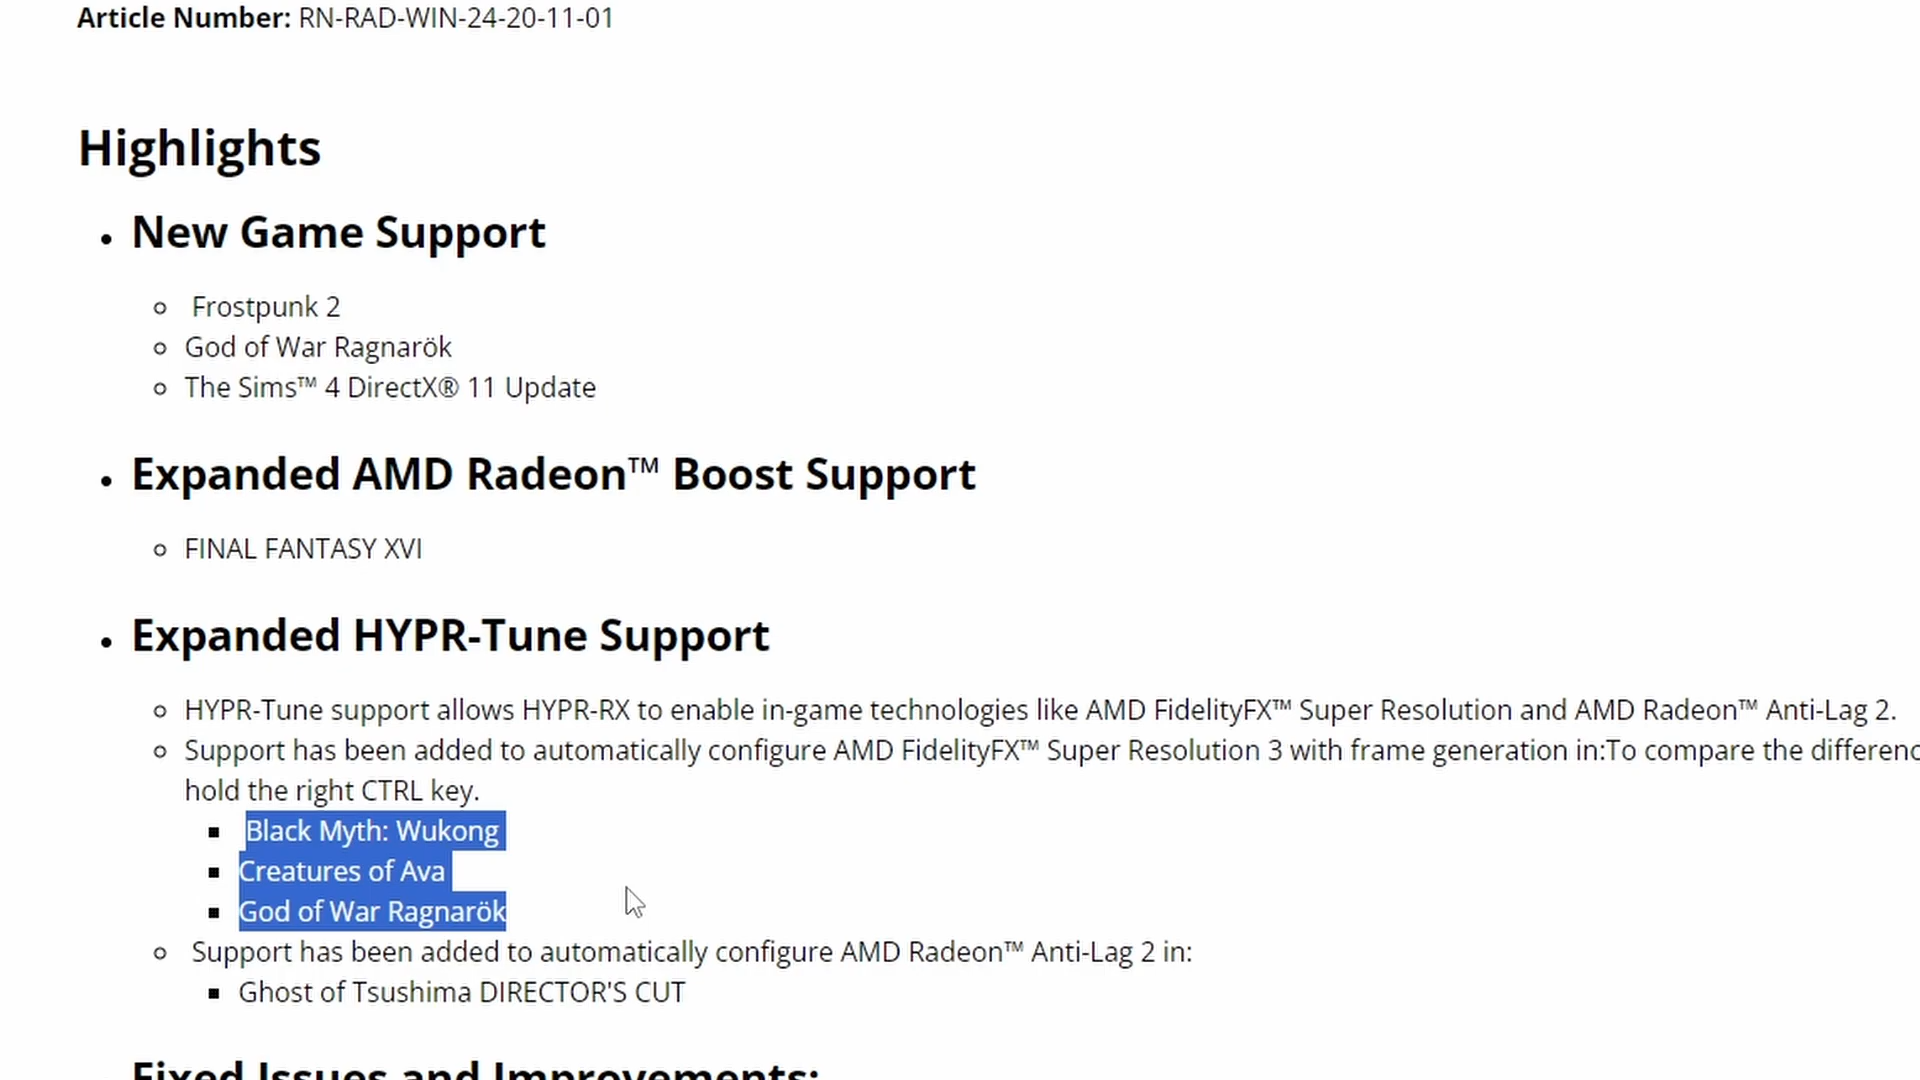 Article Number: RN-RAD-WIN-24-20-11-01
Highlights
New Game Support
Frostpunk 2
God of War Ragnarök
The Sims™ 4 DirectX® 11 Update
Expanded AMD Radeon™ Boost Support
FINAL FANTASY XVI
Expanded HYPR-Tune Support
HYPR-Tune support allows HYPR-RX to enable in-game technologies like AMD FidelityFX™ Super Resolution and AMD Radeon™ Anti-Lag 2.
Support has been added to automatically configure AMD FidelityFX™ Super Resolution 3 with frame generation in:To compare the differenc
hold the right CTRL key.
Black Myth: Wukong
Creatures of Ava
God of War Ragnarök
Support has been added to automatically configure AMD Radeon™ Anti-Lag 2 in:
Ghost of Tsushima DIRECTOR'S CUT
Fixed Issues and Improvements: